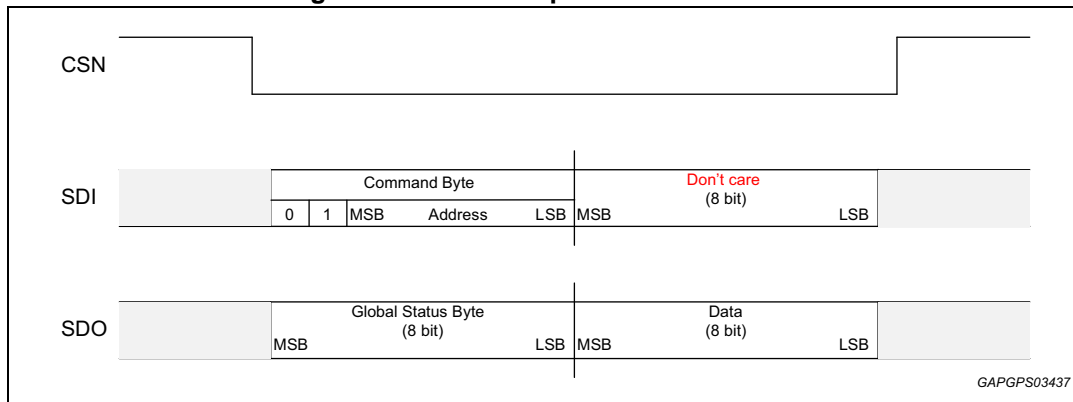 CSN
SDI
Command Byte
0 1 MSB Address LSB
Don't care
(8 bit)
MSB LSB
SDO
Global Status Byte
(8 bit)
MSB LSB
Data
(8 bit)
MSB LSB
GAPGPS03437